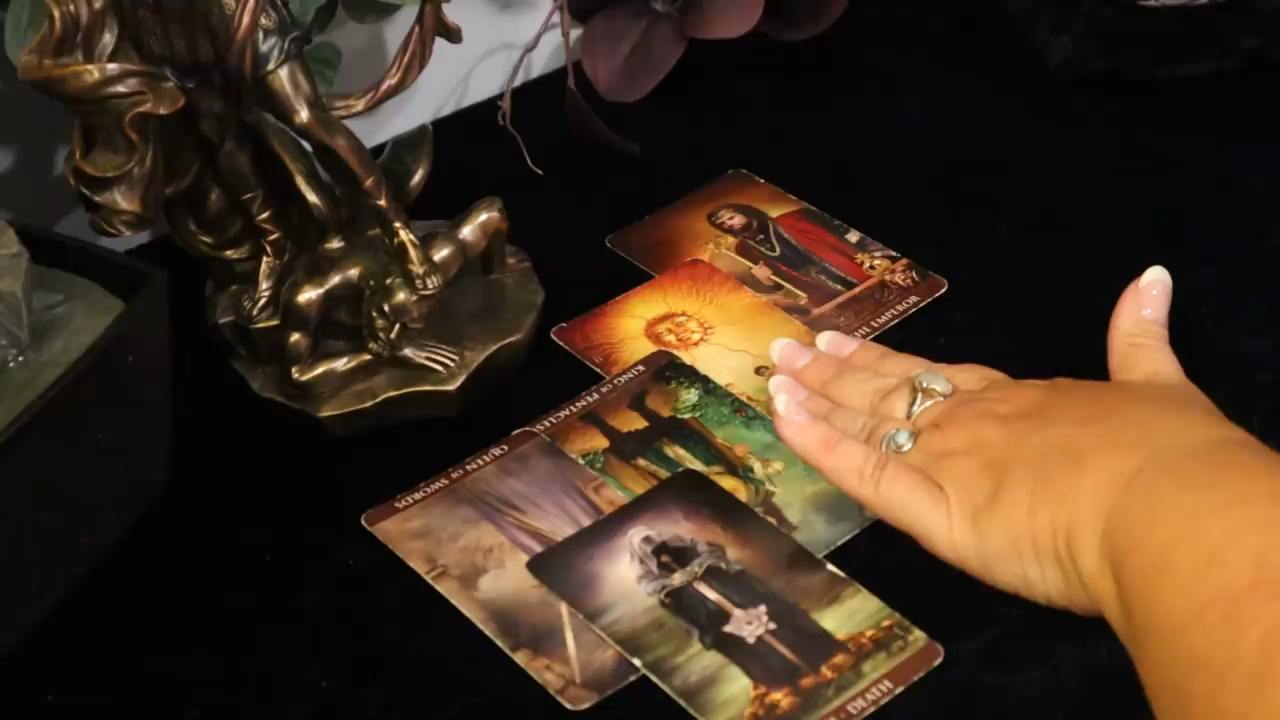 THE EMPEROR
KING OF PENTACLES
QUEEN OF SWORDS
DEATH